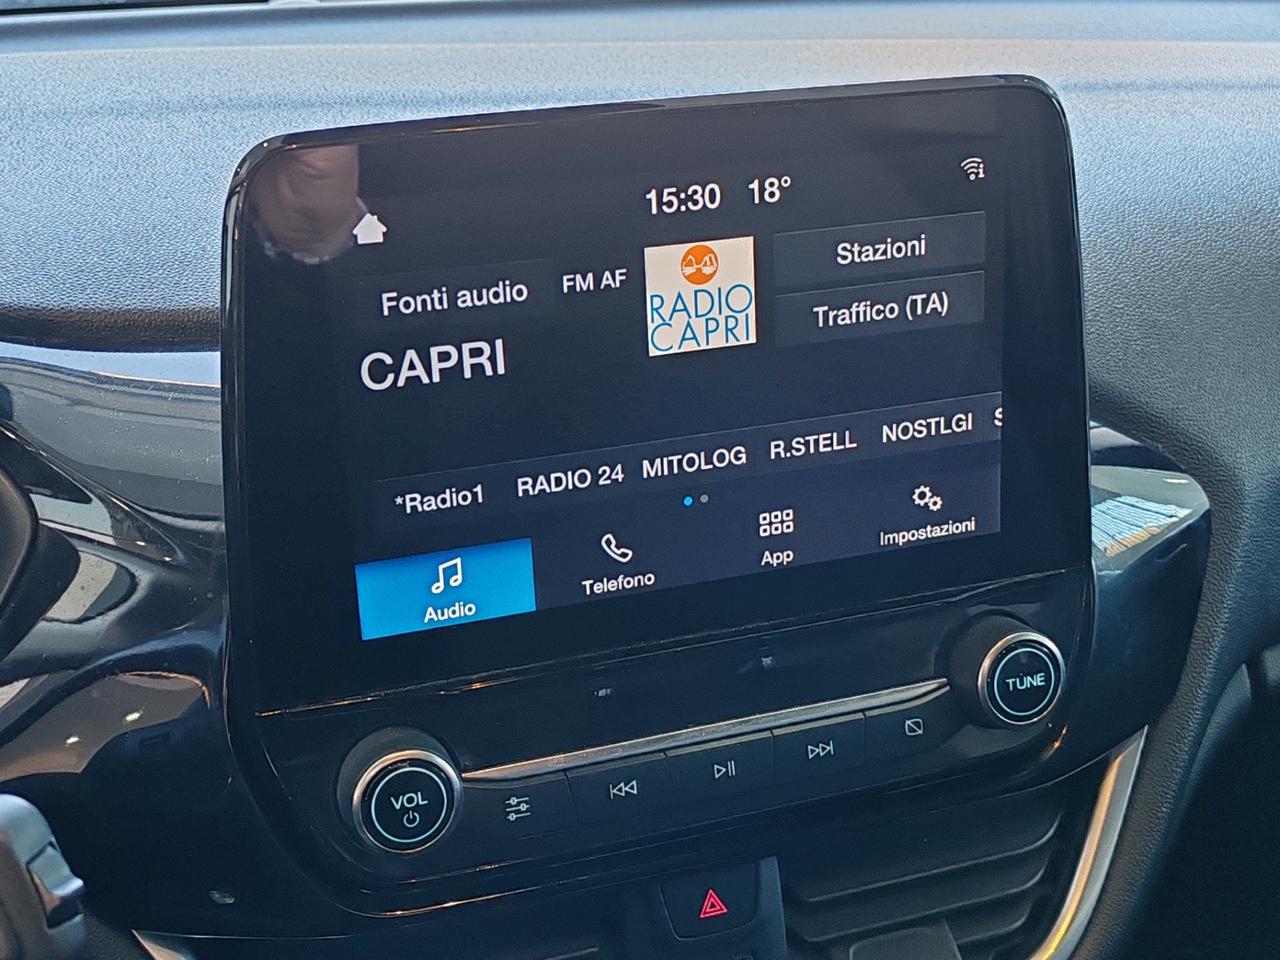 15:30 18°
Fonti audio
FM AF
RADIO
CAPRI
Stazioni
Traffico (TA)
CAPRI
*Radio1 RADIO 24 MITOLOG R.STELL NOSTLGI S
Audio
Telefono
App
Impostazioni
VOL
TUNE